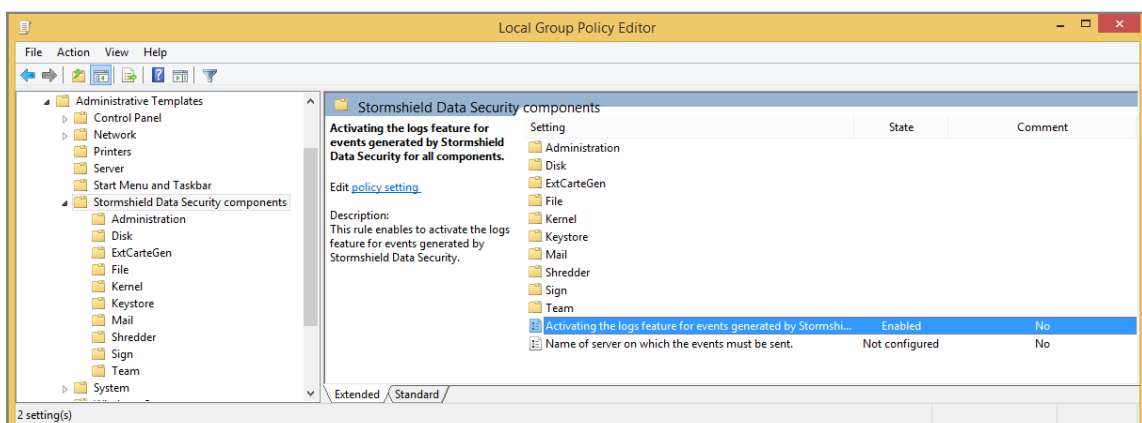 Local Group Policy Editor
File Action View Help
Administrative Templates
Control Panel
Network
Printers
Server
Start Menu and Taskbar
Stormshield Data Security components
Administration
Disk
ExtCarteGen
File
Kernel
Keystore
Mail
Shredder
Sign
Team
System
Stormshield Data Security components
Activating the logs feature for
events generated by Stormshield
Data Security for all components.
Edit policy setting
Description:
This rule enables to activate the logs
feature for events generated by
Stormshield Data Security.
Setting State Comment
Administration
Disk
ExtCarteGen
File
Kernel
Keystore
Mail
Shredder
Sign
Team
Activating the logs feature for events generated by Stormshi... Enabled No
Name of server on which the events must be sent. Not configured No
Extended Standard
2 setting(s)